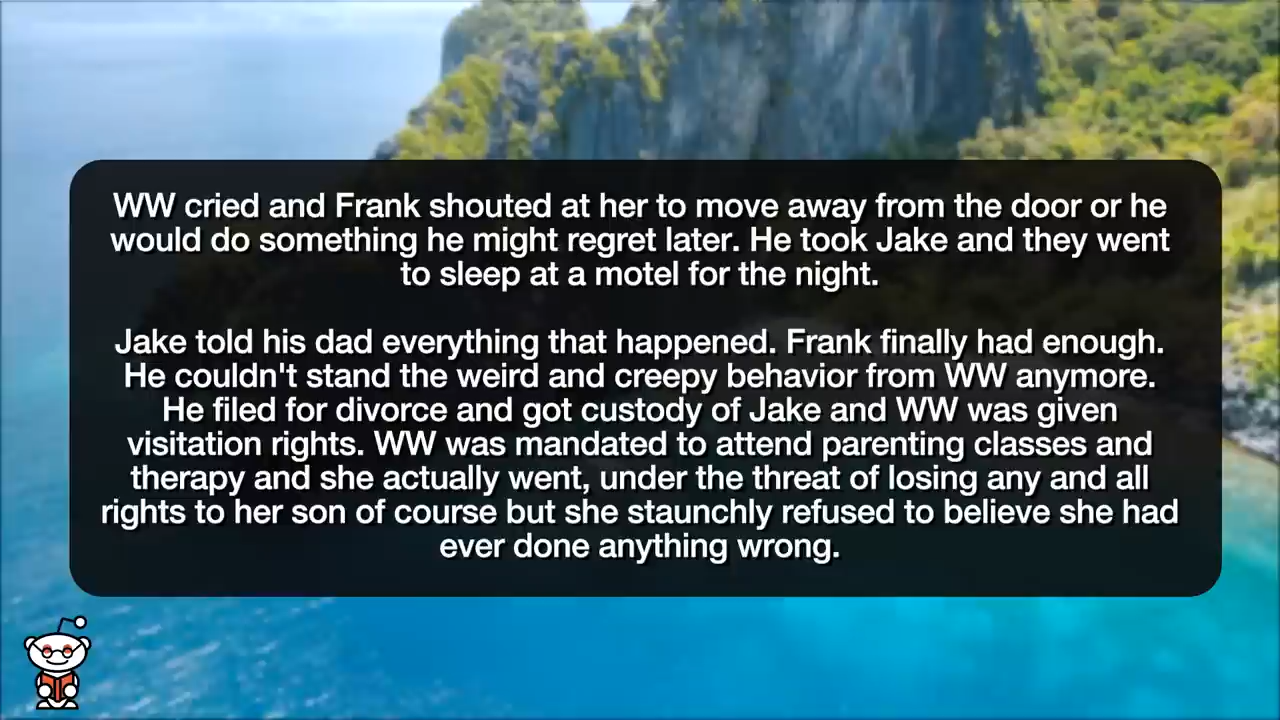 WW cried and Frank shouted at her to move away from the door or he
would do something he might regret later. He took Jake and they went
to sleep at a motel for the night.
Jake told his dad everything that happened. Frank finally had enough.
He couldn't stand the weird and creepy behavior from WW anymore.
He filed for divorce and got custody of Jake and WW was given
visitation rights. WW was mandated to attend parenting classes and
therapy and she actually went, under the threat of losing any and all
rights to her son of course but she staunchly refused to believe she had
ever done anything wrong.